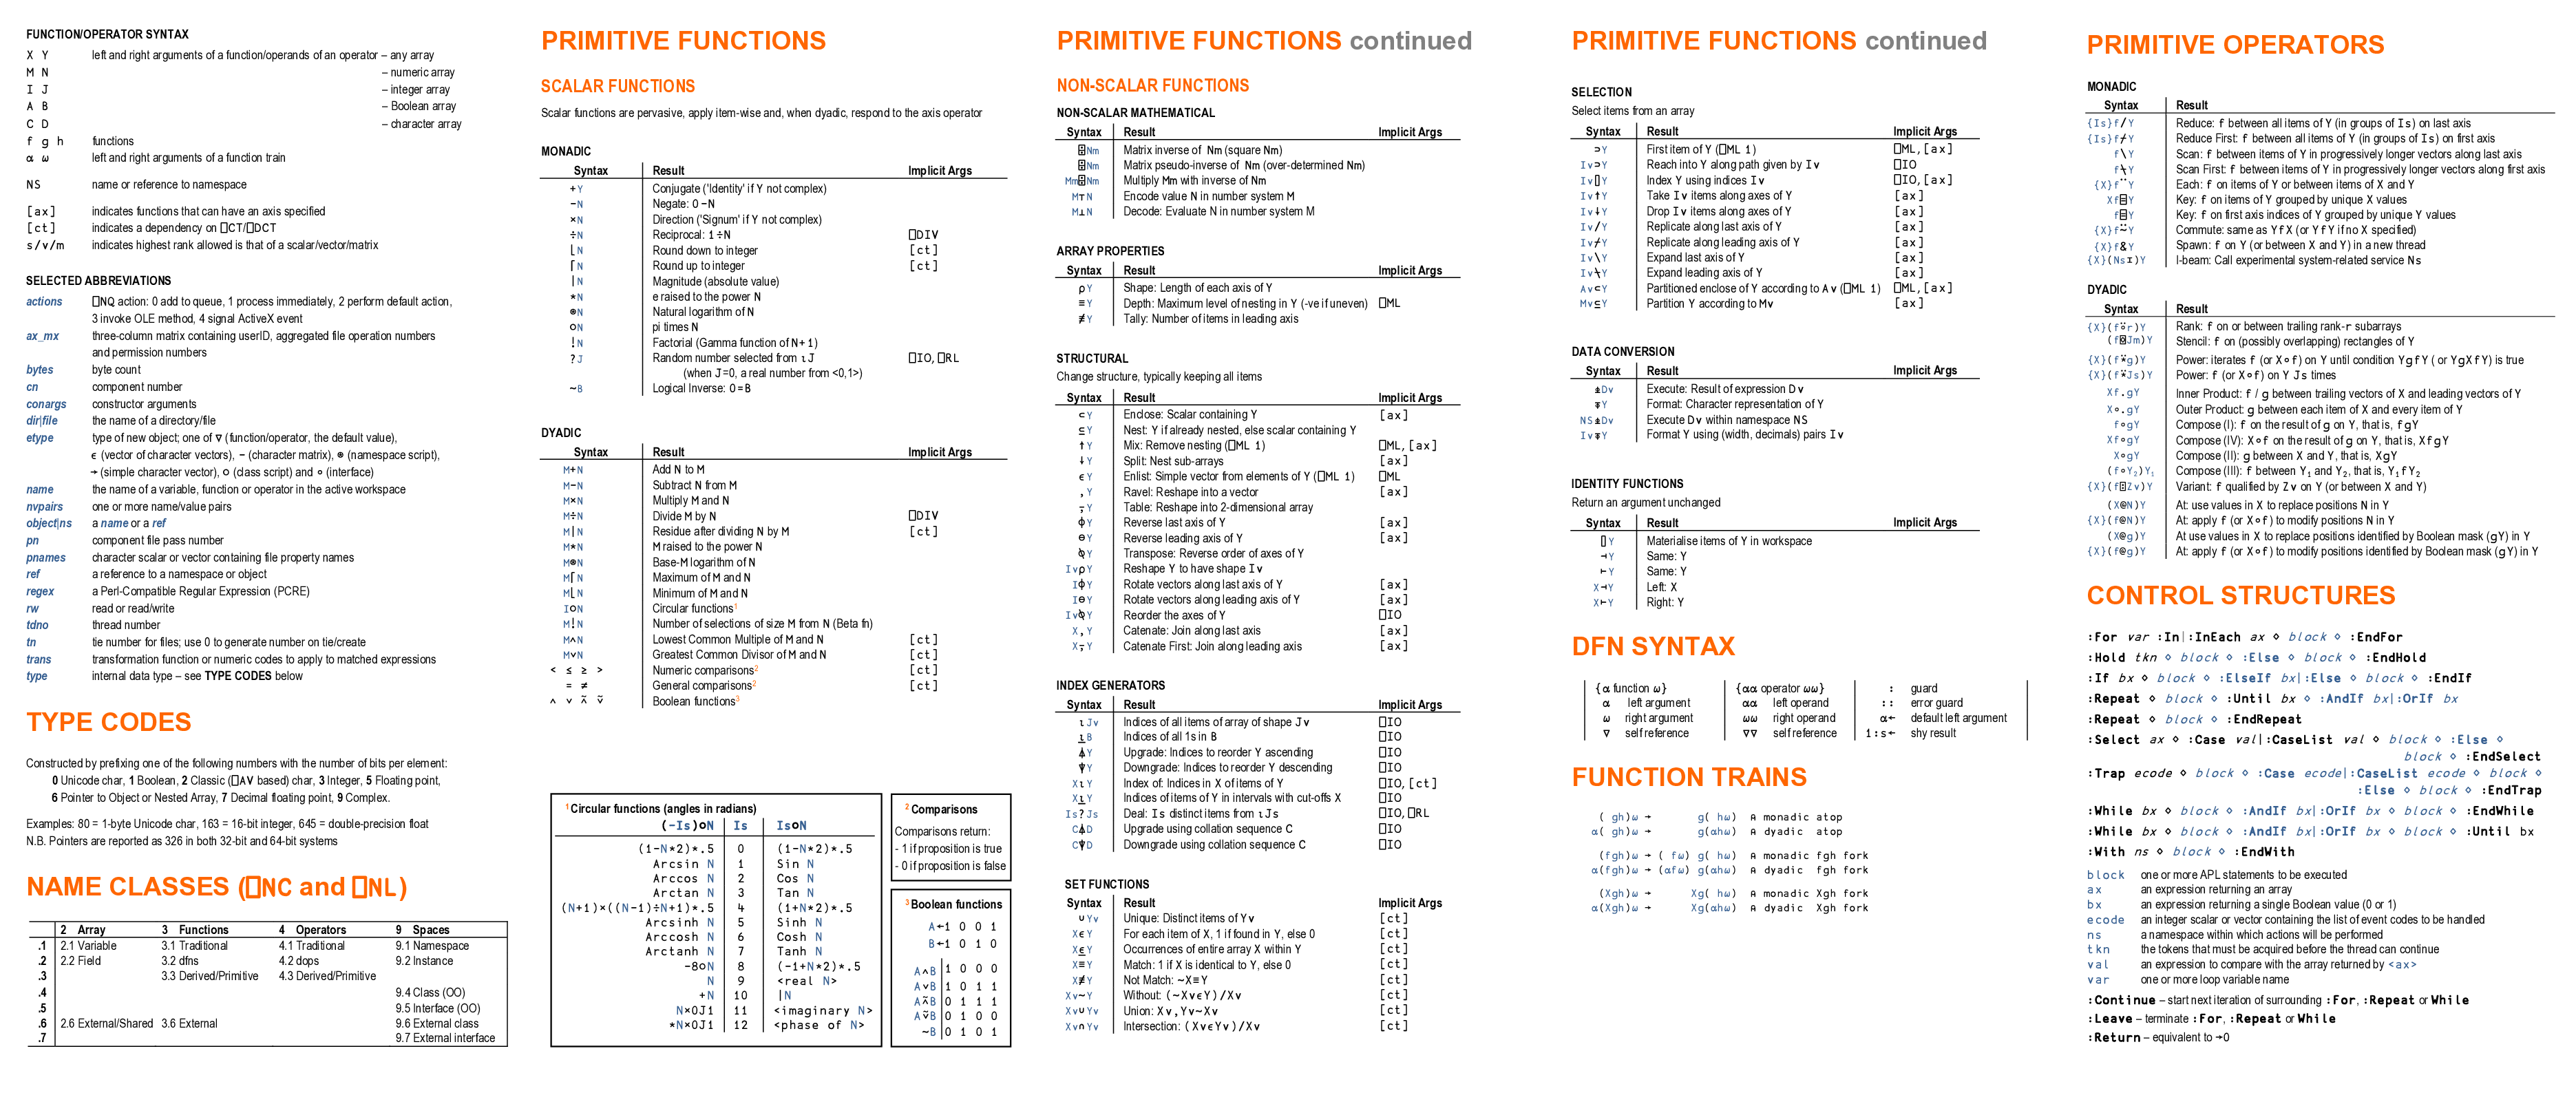 FUNCTION/OPERATOR SYNTAX
X Y left and right arguments of a function/operands of an operator – any array
M N – numeric array
I J – integer array
A B – Boolean array
C D – character array
f g h functions
⍺ ⍵ left and right arguments of a function train
NS name or reference to namespace
[ax] indicates functions that can have an axis specified
[ct] indicates a dependency on ⎕CT/⎕DCT
s/v/m indicates highest rank allowed is that of a scalar/vector/matrix
SELECTED ABBREVIATIONS
actions ⎕NQ action: 0 add to queue, 1 process immediately, 2 perform default action,
3 invoke OLE method, 4 signal ActiveX event
ax_mx three-column matrix containing userID, aggregated file operation numbers
and permission numbers
bytes byte count
cn component number
conargs constructor arguments
dir|file the name of a directory/file
etype type of new object; one of ∇ (function/operator, the default value),
∊ (vector of character vectors), - (character matrix), ⍟ (namespace script),
→ (simple character vector), ○ (class script) and ∘ (interface)
name the name of a variable, function or operator in the active workspace
nvpairs one or more name/value pairs
object|ns a name or a ref
pn component file pass number
pnames character scalar or vector containing file property names
ref a reference to a namespace or object
regex a Perl-Compatible Regular Expression (PCRE)
rw read or read/write
tdno thread number
tn tie number for files; use 0 to generate number on tie/create
trans transformation function or numeric codes to apply to matched expressions
type internal data type – see TYPE CODES below
TYPE CODES
Constructed by prefixing one of the following numbers with the number of bits per element:
0 Unicode char, 1 Boolean, 2 Classic (⎕AV based) char, 3 Integer, 5 Floating point,
6 Pointer to Object or Nested Array, 7 Decimal floating point, 9 Complex.
Examples: 80 = 1-byte Unicode char, 163 = 16-bit integer, 645 = double-precision float
N.B. Pointers are reported as 326 in both 32-bit and 64-bit systems
NAME CLASSES (⎕NC and ⎕NL)
2 Array 3 Functions 4 Operators 9 Spaces
.1 2.1 Variable 3.1 Traditional 4.1 Traditional 9.1 Namespace
.2 2.2 Field 3.2 dfns 4.2 dops 9.2 Instance
.3 3.3 Derived/Primitive 4.3 Derived/Primitive
.4 9.4 Class (OO)
.5 9.5 Interface (OO)
.6 2.6 External/Shared 3.6 External 9.6 External class
.7 9.7 External interface
PRIMITIVE FUNCTIONS
SCALAR FUNCTIONS
Scalar functions are pervasive, apply item-wise and, when dyadic, respond to the axis operator
MONADIC
Syntax Result Implicit Args
+Y Conjugate ('Identity' if Y not complex)
-N Negate: 0-N
×N Direction ('Signum' if Y not complex)
÷N Reciprocal: 1÷N ⎕DIV
⌊N Round down to integer [ct]
⌈N Round up to integer [ct]
|N Magnitude (absolute value)
*N e raised to the power N
⍟N Natural logarithm of N
○N pi times N
!N Factorial (Gamma function of N+1)
?J Random number selected from ⍳J ⎕IO, ⎕RL
(when J=0, a real number from <0,1>)
~B Logical Inverse: 0=B
DYADIC
Syntax Result Implicit Args
M+N Add N to M
M-N Subtract N from M
M×N Multiply M and N
M÷N Divide M by N ⎕DIV
M|N Residue after dividing N by M [ct]
M*N M raised to the power N
M⍟N Base-M logarithm of N
M⌈N Maximum of M and N
M⌊N Minimum of M and N
I○N Circular functions1
M!N Number of selections of size M from N (Beta fn)
M∧N Lowest Common Multiple of M and N [ct]
M∨N Greatest Common Divisor of M and N [ct]
< ≤ ≥ > Numeric comparisons2 [ct]
= ≠ General comparisons2 [ct]
∧ ∨ ⍲ ⍱ Boolean functions3
1 Circular functions (angles in radians)
(-Is)○N Is Is○N
(1-N*2)*.5 0 (1-N*2)*.5
Arcsin N 1 Sin N
Arccos N 2 Cos N
Arctan N 3 Tan N
(N+1)×((N-1)÷N+1)*.5 4 (1+N*2)*.5
Arcsinh N 5 Sinh N
Arccosh N 6 Cosh N
Arctanh N 7 Tanh N
-8○N 8 (-1+N*2)*.5
N 9 <real N>
+N 10 |N
N×0J1 11 <imaginary N>
*N×0J1 12 <phase of N>
2 Comparisons
Comparisons return:
- 1 if proposition is true
- 0 if proposition is false
3 Boolean functions
A←1 0 0 1
B←1 0 1 0
A∧B 1 0 0 0
A∨B 1 0 1 1
A⍲B 0 1 1 1
A⍱B 0 1 0 0
~B 0 1 0 1
PRIMITIVE FUNCTIONS continued
NON-SCALAR FUNCTIONS
NON-SCALAR MATHEMATICAL
Syntax Result Implicit Args
⌹Nm Matrix inverse of Nm (square Nm)
⌹Nm Matrix pseudo-inverse of Nm (over-determined Nm)
Mm⌹Nm Multiply Mm with inverse of Nm
M⊤N Encode value N in number system M
M⊥N Decode: Evaluate N in number system M
ARRAY PROPERTIES
Syntax Result Implicit Args
⍴Y Shape: Length of each axis of Y
≡Y Depth: Maximum level of nesting in Y (-ve if uneven) ⎕ML
≢Y Tally: Number of items in leading axis
STRUCTURAL
Change structure, typically keeping all items
Syntax Result Implicit Args
⊂Y Enclose: Scalar containing Y [ax]
⊆Y Nest: Y if already nested, else scalar containing Y
↑Y Mix: Remove nesting (⎕ML 1) ⎕ML, [ax]
↓Y Split: Nest sub-arrays [ax]
∊Y Enlist: Simple vector from elements of Y (⎕ML 1) ⎕ML
,Y Ravel: Reshape into a vector [ax]
⍪Y Table: Reshape into 2-dimensional array
⌽Y Reverse last axis of Y [ax]
⊖Y Reverse leading axis of Y [ax]
⍉Y Transpose: Reverse order of axes of Y
Iv⍴Y Reshape Y to have shape Iv
I⌽Y Rotate vectors along last axis of Y [ax]
I⊖Y Rotate vectors along leading axis of Y [ax]
Iv⍉Y Reorder the axes of Y ⎕IO
X,Y Catenate: Join along last axis [ax]
X⍪Y Catenate First: Join along leading axis [ax]
INDEX GENERATORS
Syntax Result Implicit Args
⍳Jv Indices of all items of array of shape Jv ⎕IO
⍸B Indices of all 1s in B ⎕IO
⍋Y Upgrade: Indices to reorder Y ascending ⎕IO
⍒Y Downgrade: Indices to reorder Y descending ⎕IO
X⍳Y Index of: Indices in X of items of Y ⎕IO, [ct]
X⍸Y Indices of items of Y in intervals with cut-offs X ⎕IO
Is?Js Deal: Is distinct items from ⍳Js ⎕IO, ⎕RL
C⍋D Upgrade using collation sequence C ⎕IO
C⍒D Downgrade using collation sequence C ⎕IO
SET FUNCTIONS
Syntax Result Implicit Args
∪Yv Unique: Distinct items of Yv [ct]
X∊Y For each item of X, 1 if found in Y, else 0 [ct]
X⍷Y Occurrences of entire array X within Y [ct]
X≡Y Match: 1 if X is identical to Y, else 0 [ct]
X≢Y Not Match: ~X≡Y [ct]
Xv~Y Without: (~Xv∊Y)/Xv [ct]
Xv∪Yv Union: Xv,Yv~Xv [ct]
Xv∩Yv Intersection: (Xv∊Yv)/Xv [ct]
PRIMITIVE FUNCTIONS continued
SELECTION
Select items from an array
Syntax Result Implicit Args
⊃Y First item of Y (⎕ML 1) ⎕ML, [ax]
Iv⊃Y Reach into Y along path given by Iv ⎕IO
Iv⌷Y Index Y using indices Iv ⎕IO, [ax]
Iv↑Y Take Iv items along axes of Y [ax]
Iv↓Y Drop Iv items along axes of Y [ax]
Iv/Y Replicate along last axis of Y [ax]
Iv⌿Y Replicate along leading axis of Y [ax]
Iv\Y Expand last axis of Y [ax]
Iv⍀Y Expand leading axis of Y [ax]
Av⊂Y Partitioned enclose of Y according to Av (⎕ML 1) ⎕ML, [ax]
Mv⊆Y Partition Y according to Mv [ax]
DATA CONVERSION
Syntax Result Implicit Args
⍎Dv Execute: Result of expression Dv
⍕Y Format: Character representation of Y
NS⍎Dv Execute Dv within namespace NS
Iv⍕Y Format Y using (width, decimals) pairs Iv
IDENTITY FUNCTIONS
Return an argument unchanged
Syntax Result Implicit Args
⌷Y Materialise items of Y in workspace
⊣Y Same: Y
⊢Y Same: Y
X⊣Y Left: X
X⊢Y Right: Y
DFN SYNTAX
{⍺ function ⍵} {⍺⍺ operator ⍵⍵} : guard
⍺ left argument ⍺⍺ left operand :: error guard
⍵ right argument ⍵⍵ right operand ⍺← default left argument
∇ self reference ∇∇ self reference 1:s← shy result
FUNCTION TRAINS
( gh)⍵ → g( h⍵) ⍝ monadic atop
⍺( gh)⍵ → g(⍺h⍵) ⍝ dyadic atop
(fgh)⍵ → ( f⍵) g( h⍵) ⍝ monadic fgh fork
⍺(fgh)⍵ → (⍺f⍵) g(⍺h⍵) ⍝ dyadic fgh fork
(Xgh)⍵ → Xg( h⍵) ⍝ monadic Xgh fork
⍺(Xgh)⍵ → Xg(⍺h⍵) ⍝ dyadic Xgh fork
PRIMITIVE OPERATORS
MONADIC
Syntax Result
{Is}f/Y Reduce: f between all items of Y (in groups of Is) on last axis
{Is}f⌿Y Reduce First: f between all items of Y (in groups of Is) on first axis
f\Y Scan: f between items of Y in progressively longer vectors along last axis
f⍀Y Scan First: f between items of Y in progressively longer vectors along first axis
{X}f¨Y Each: f on items of Y or between items of X and Y
Xf⌸Y Key: f on items of Y grouped by unique X values
f⌸Y Key: f on first axis indices of Y grouped by unique Y values
{X}f⍨Y Commute: same as YfX (or YfY if no X specified)
{X}f&Y Spawn: f on Y (or between X and Y) in a new thread
{X}(Ns⌶)Y I-beam: Call experimental system-related service Ns
DYADIC
Syntax Result
{X}(f⍤r)Y Rank: f on or between trailing rank-r subarrays
(f⌺Jm)Y Stencil: f on (possibly overlapping) rectangles of Y
{X}(f⍣g)Y Power: iterates f (or X∘f) on Y until condition YgfY ( or YgXfY) is true
{X}(f⍣Js)Y Power: f (or X∘f) on Y Js times
Xf.gY Inner Product: f / g between trailing vectors of X and leading vectors of Y
X∘.gY Outer Product: g between each item of X and every item of Y
f∘gY Compose (I): f on the result of g on Y, that is, fgY
Xf∘gY Compose (IV): X∘f on the result of g on Y, that is, XfgY
X∘gY Compose (II): g between X and Y, that is, XgY
(f∘Y2)Y1 Compose (III): f between Y1 and Y2, that is, Y1fY2
{X}(f⍠Zv)Y Variant: f qualified by Zv on Y (or between X and Y)
(X@N)Y At: use values in X to replace positions N in Y
{X}(f@N)Y At: apply f (or X∘f) to modify positions N in Y
(X@g)Y At use values in X to replace positions identified by Boolean mask (gY) in Y
{X}(f@g)Y At: apply f (or X∘f) to modify positions identified by Boolean mask (gY) in Y
CONTROL STRUCTURES
:For var :In|:InEach ax ⋄ block ⋄ :EndFor
:Hold tkn ⋄ block ⋄ :Else ⋄ block ⋄ :EndHold
:If bx ⋄ block ⋄ :ElseIf bx|:Else ⋄ block ⋄ :EndIf
:Repeat ⋄ block ⋄ :Until bx ⋄ :AndIf bx|:OrIf bx
:Repeat ⋄ block ⋄ :EndRepeat
:Select ax ⋄ :Case val|:CaseList val ⋄ block ⋄ :Else ⋄
block ⋄ :EndSelect
:Trap ecode ⋄ block ⋄ :Case ecode|:CaseList ecode ⋄ block ⋄
:Else ⋄ block ⋄ :EndTrap
:While bx ⋄ block ⋄ :AndIf bx|:OrIf bx ⋄ block ⋄ :EndWhile
:While bx ⋄ block ⋄ :AndIf bx|:OrIf bx ⋄ block ⋄ :Until bx
:With ns ⋄ block ⋄ :EndWith
block one or more APL statements to be executed
ax an expression returning an array
bx an expression returning a single Boolean value (0 or 1)
ecode an integer scalar or vector containing the list of event codes to be handled
ns a namespace within which actions will be performed
tkn the tokens that must be acquired before the thread can continue
val an expression to compare with the array returned by <ax>
var one or more loop variable name
:Continue – start next iteration of surrounding :For, :Repeat or While
:Leave – terminate :For, :Repeat or While
:Return – equivalent to →0